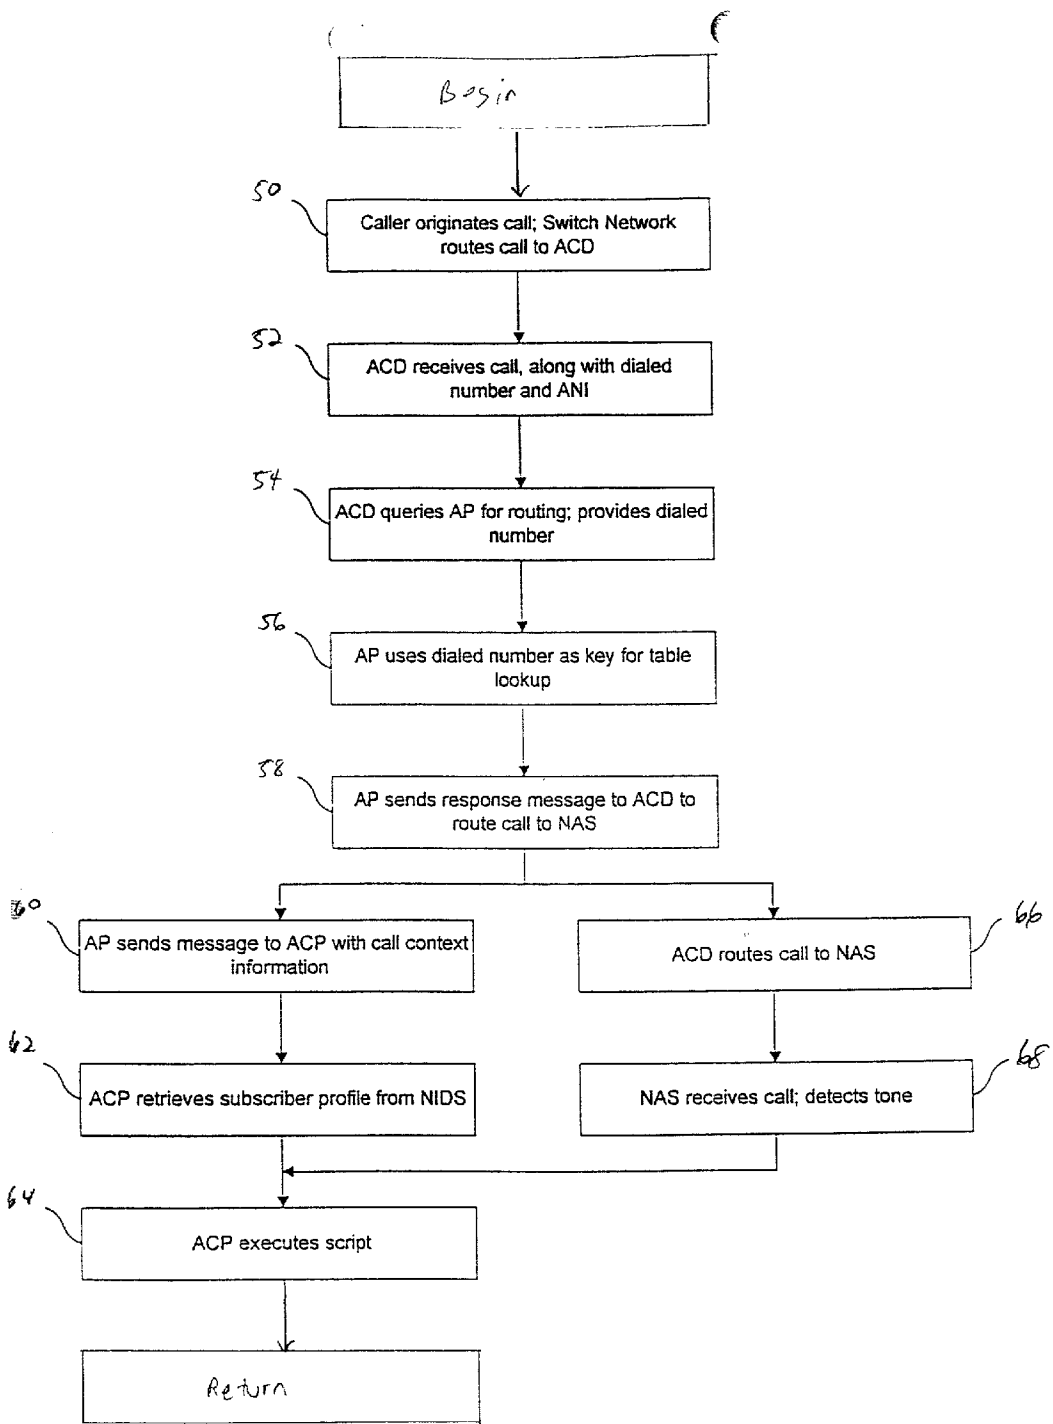 Begin
50
Caller originates call; Switch Network
routes call to ACD
52
ACD receives call, along with dialed
number and ANI
54
ACD queries AP for routing; provides dialed
number
56
AP uses dialed number as key for table
lookup
58
AP sends response message to ACD to
route call to NAS
60
AP sends message to ACP with call context
information
66
ACD routes call to NAS
62
ACP retrieves subscriber profile from NIDS
68
NAS receives call; detects tone
64
ACP executes script
Return